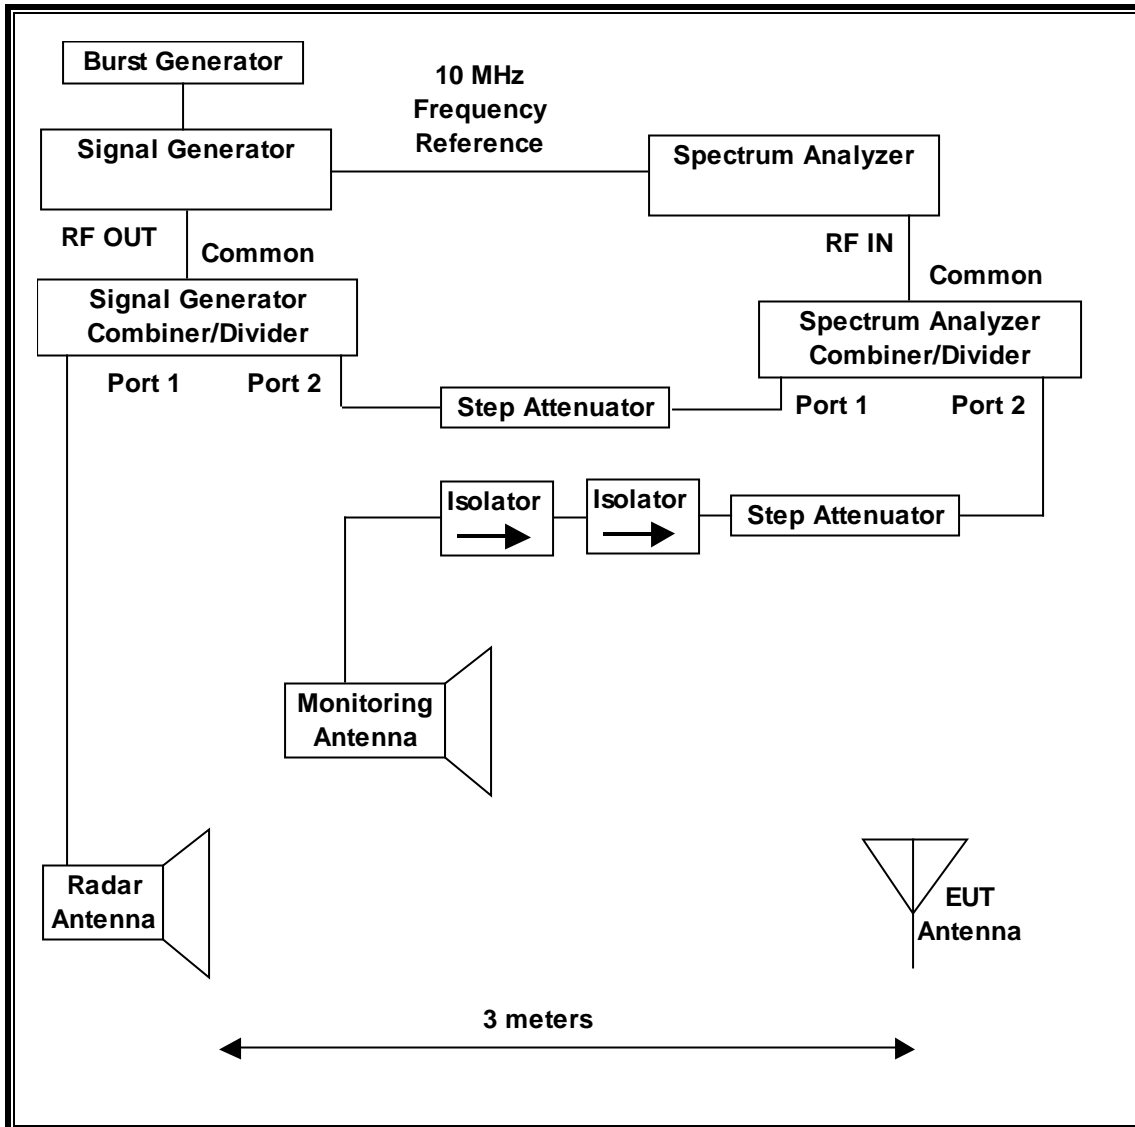 Burst Generator
10 MHz
Frequency
Reference
Signal Generator
Spectrum Analyzer
RF OUT
Common
RF IN
Common
Signal Generator
Combiner/Divider
Spectrum Analyzer
Combiner/Divider
Port 1
Port 2
Step Attenuator
Port 1
Port 2
Isolator
Isolator
Step Attenuator
Monitoring
Antenna
Radar
Antenna
EUT
Antenna
3 meters